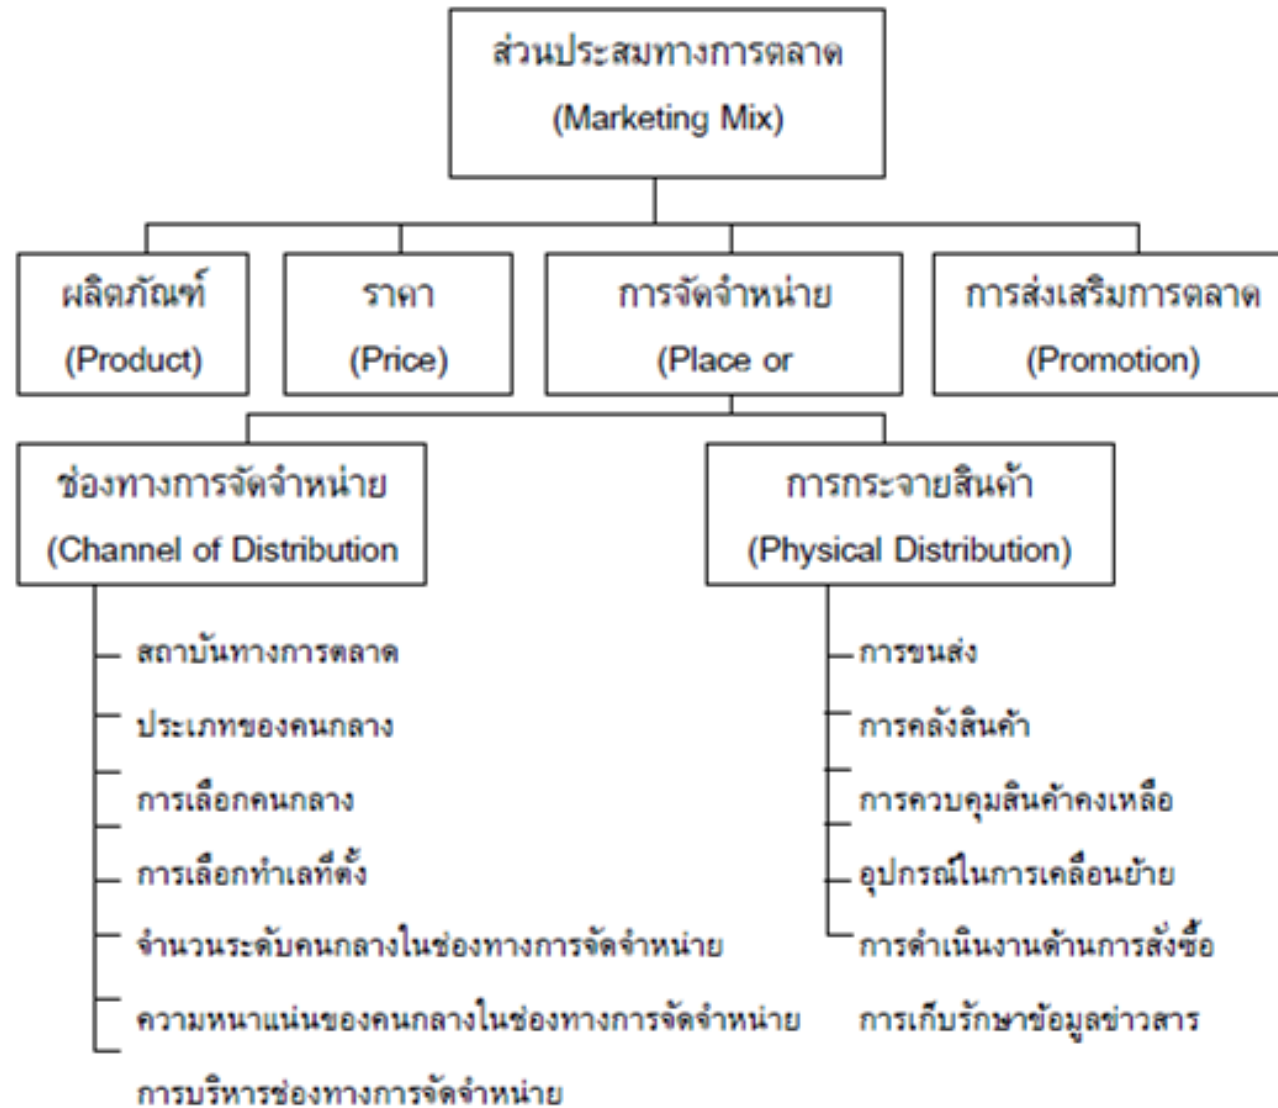 ส่วนประสมทางการตลาด
(Marketing Mix)
ผลิตภัณฑ์
(Product)
ราคา
(Price)
การจัดจำหน่าย
(Place or
การส่งเสริมการตลาด
(Promotion)
ช่องทางการจัดจำหน่าย
(Channel of Distribution
การกระจายสินค้า
(Physical Distribution)
สถาบันทางการตลาด
ประเภทของคนกลาง
การเลือกคนกลาง
การเลือกทำเลที่ตั้ง
จำนวนระดับคนกลางในช่องทางการจัดจำหน่าย
ความหนาแน่นของคนกลางในช่องทางการจัดจำหน่าย
การบริหารช่องทางการจัดจำหน่าย
การขนส่ง
การคลังสินค้า
การควบคุมสินค้าคงเหลือ
อุปกรณ์ในการเคลื่อนย้าย
การดำเนินงานด้านการสั่งซื้อ
การเก็บรักษาข้อมูลข่าวสาร